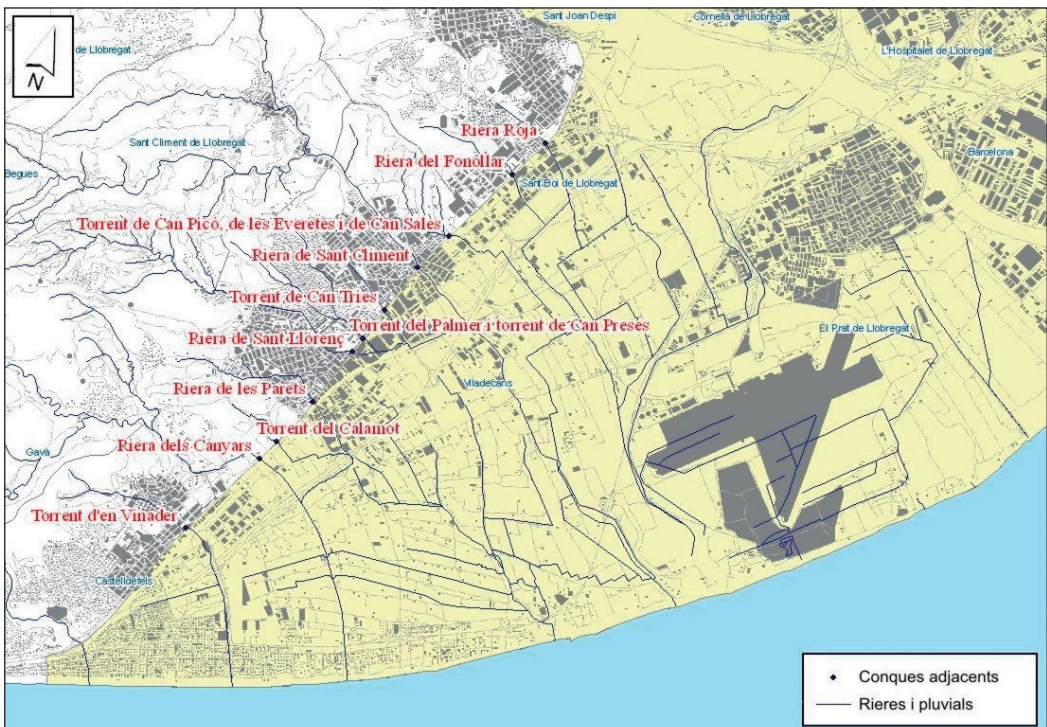 Sant Joan Despi
Cornellà de Llobregat
de Llobregat
L'Hospitalet de Llobregat
N
Riera Roja
Sant Climent de Llobregat
Barcelona
Riera del Fonollar
Begues
Sant Boi de Llobregat
Torrent de Can Picó, de les Everetes i de Can Sales
Riera de Sant Climent
Torrent de Can Tries
Torrent del Palmer i torrent de Can Preses
El Prat de Llobregat
Riera de Sant Llorenç
Viladecans
Riera de les Parets
Torrent del Calamot
Riera dels Canyars
Gavà
Torrent d'en Vinader
Castelldefels
Conques adjacents
Rieres i pluvials